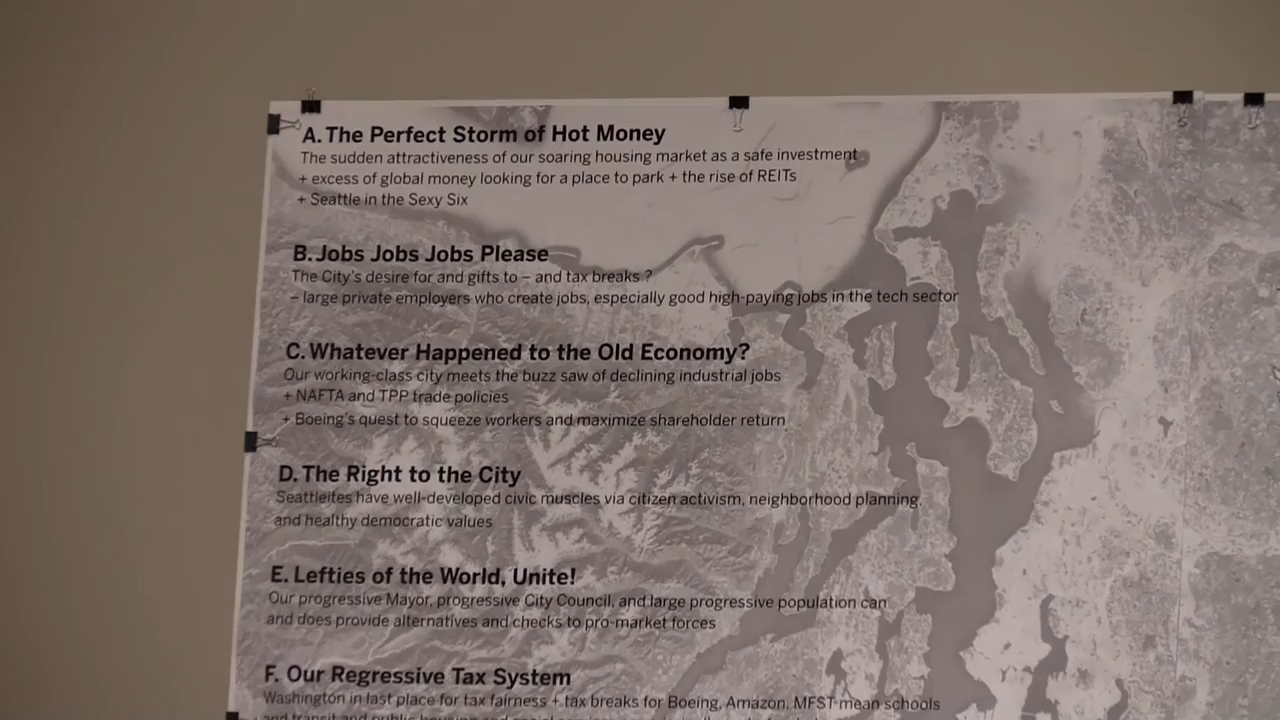 A. The Perfect Storm of Hot Money
The sudden attractiveness of our soaring housing market as a safe investment
+ excess of global money looking for a place to park + the rise of REITs
+ Seattle in the Sexy Six
B. Jobs Jobs Jobs Please
The City's desire for and gifts to – and tax breaks ?
– large private employers who create jobs, especially good high-paying jobs in the tech sector
C. Whatever Happened to the Old Economy?
Our working-class city meets the buzz saw of declining industrial jobs
+ NAFTA and TPP trade policies
+ Boeing's quest to squeeze workers and maximize shareholder return
D. The Right to the City
Seattleites have well-developed civic muscles via citizen activism, neighborhood planning,
and healthy democratic values
E. Lefties of the World, Unite!
Our progressive Mayor, progressive City Council, and large progressive population can
and does provide alternatives and checks to pro-market forces
F. Our Regressive Tax System
Washington in last place for tax fairness + tax breaks for Boeing, Amazon, MFST mean schools